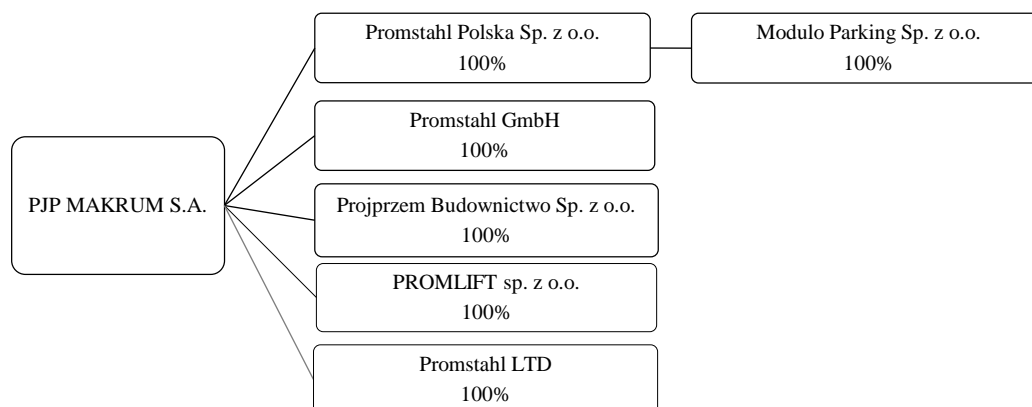 Promstahl Polska Sp. z o.o.
100%
Modulo Parking Sp. z o.o.
100%
Promstahl GmbH
100%
PJP MAKRUM S.A.
Projprzem Budownictwo Sp. z o.o.
100%
PROMLIFT sp. z o.o.
100%
Promstahl LTD
100%